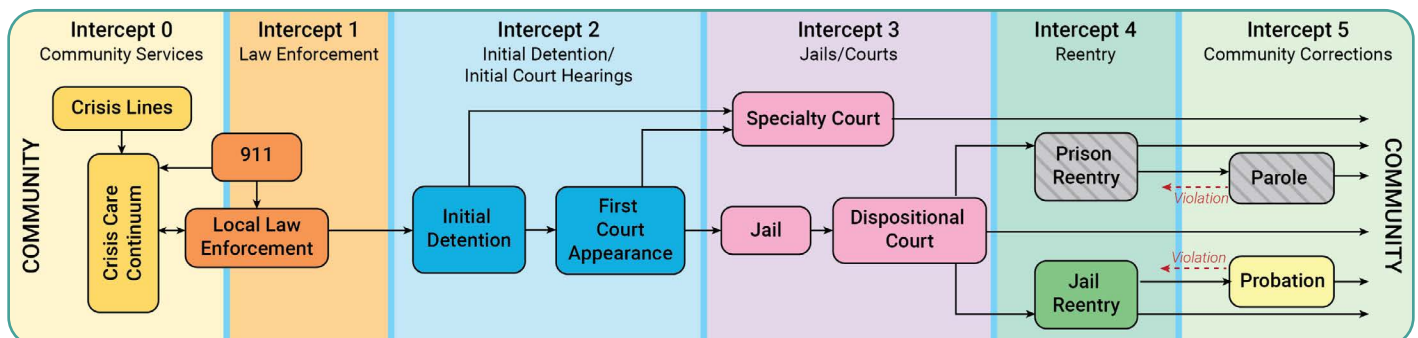 Intercept 0
Community Services
Intercept 1
Law Enforcement
Intercept 2
Initial Detention/
Initial Court Hearings
Intercept 3
Jails/Courts
Intercept 4
Reentry
Intercept 5
Community Corrections
COMMUNITY
Crisis Lines
Crisis Care
Continuum
911
Local Law
Enforcement
Initial
Detention
First
Court
Appearance
Specialty Court
Jail
Dispositional
Court
Prison
Reentry
Violation
Parole
Jail
Reentry
Violation
Probation
COMMUNITY